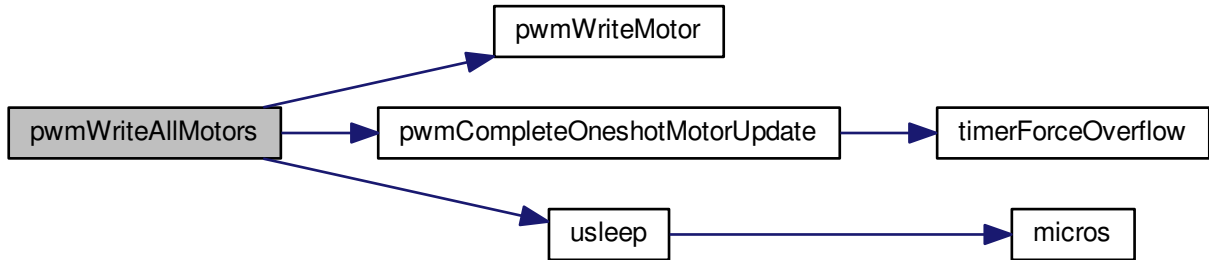 pwmWriteMotor
pwmWriteAllMotors
pwmCompleteOneshotMotorUpdate
timerForceOverflow
usleep
micros